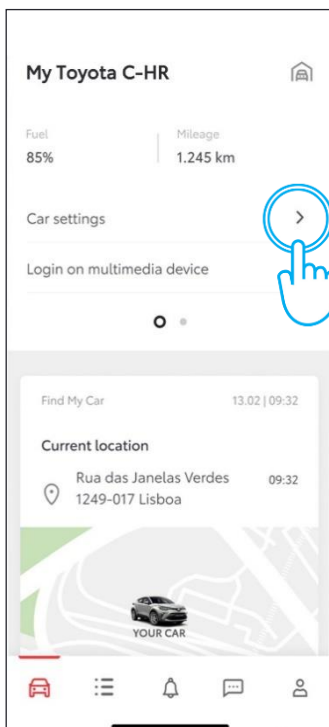 My Toyota C-HR
Fuel
Mileage
85%
1.245 km
Car settings
Login on multimedia device
Find My Car
13.02 | 09:32
Current location
Rua das Janelas Verdes
09:32
1249-017 Lisboa
YOUR CAR